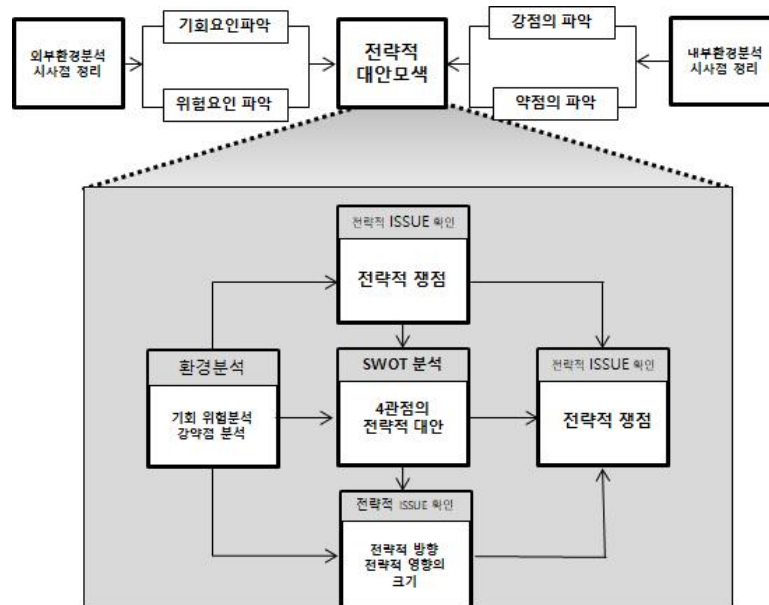 외부환경분석
시사점 정리
기회요인파악
위험요인 파악
전략적
대안모색
강점의 파악
약점의 파악
내부환경분석
시사점 정리
전략적 ISSUE 확인
전략적 쟁점
환경분석
기회 위험분석
강약점 분석
SWOT 분석
4관점의
전략적 대안
전략적 ISSUE 확인
전략적 쟁점
전략적 ISSUE 확인
전략적 방향
전략적 영향의
크기